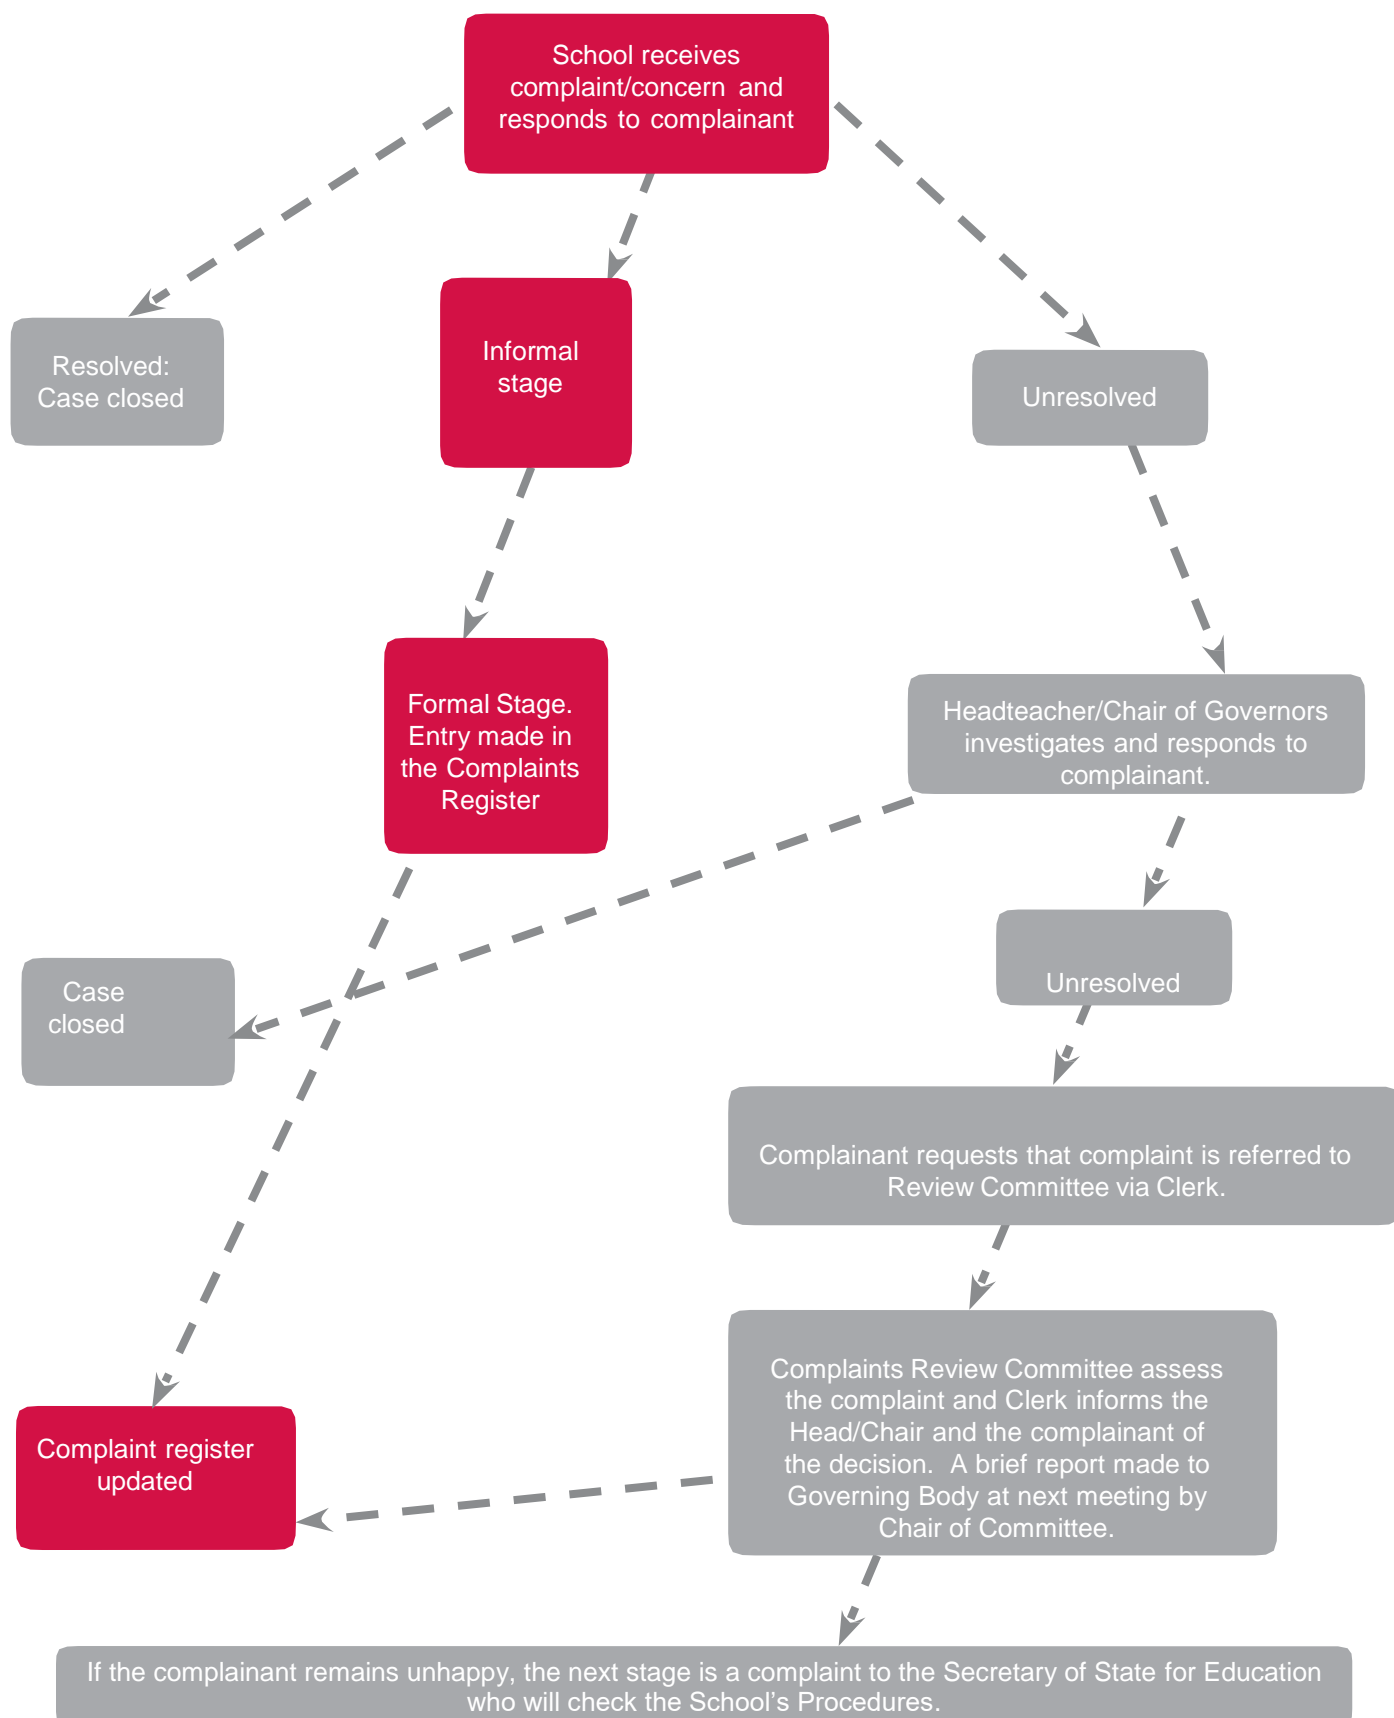 School receives
complaint/concern and
responds to complainant
Resolved:
Case closed
Informal
stage
Unresolved
Formal Stage.
Entry made in
the Complaints
Register
Headteacher/Chair of Governors
investigates and responds to
complainant.
Case
closed
Unresolved
Complainant requests that complaint is referred to
Review Committee via Clerk.
Complaints Review Committee assess
the complaint and Clerk informs the
Head/Chair and the complainant of
the decision. A brief report made to
Governing Body at next meeting by
Chair of Committee.
Complaint register
updated
If the complainant remains unhappy, the next stage is a complaint to the Secretary of State for Education
who will check the School’s Procedures.